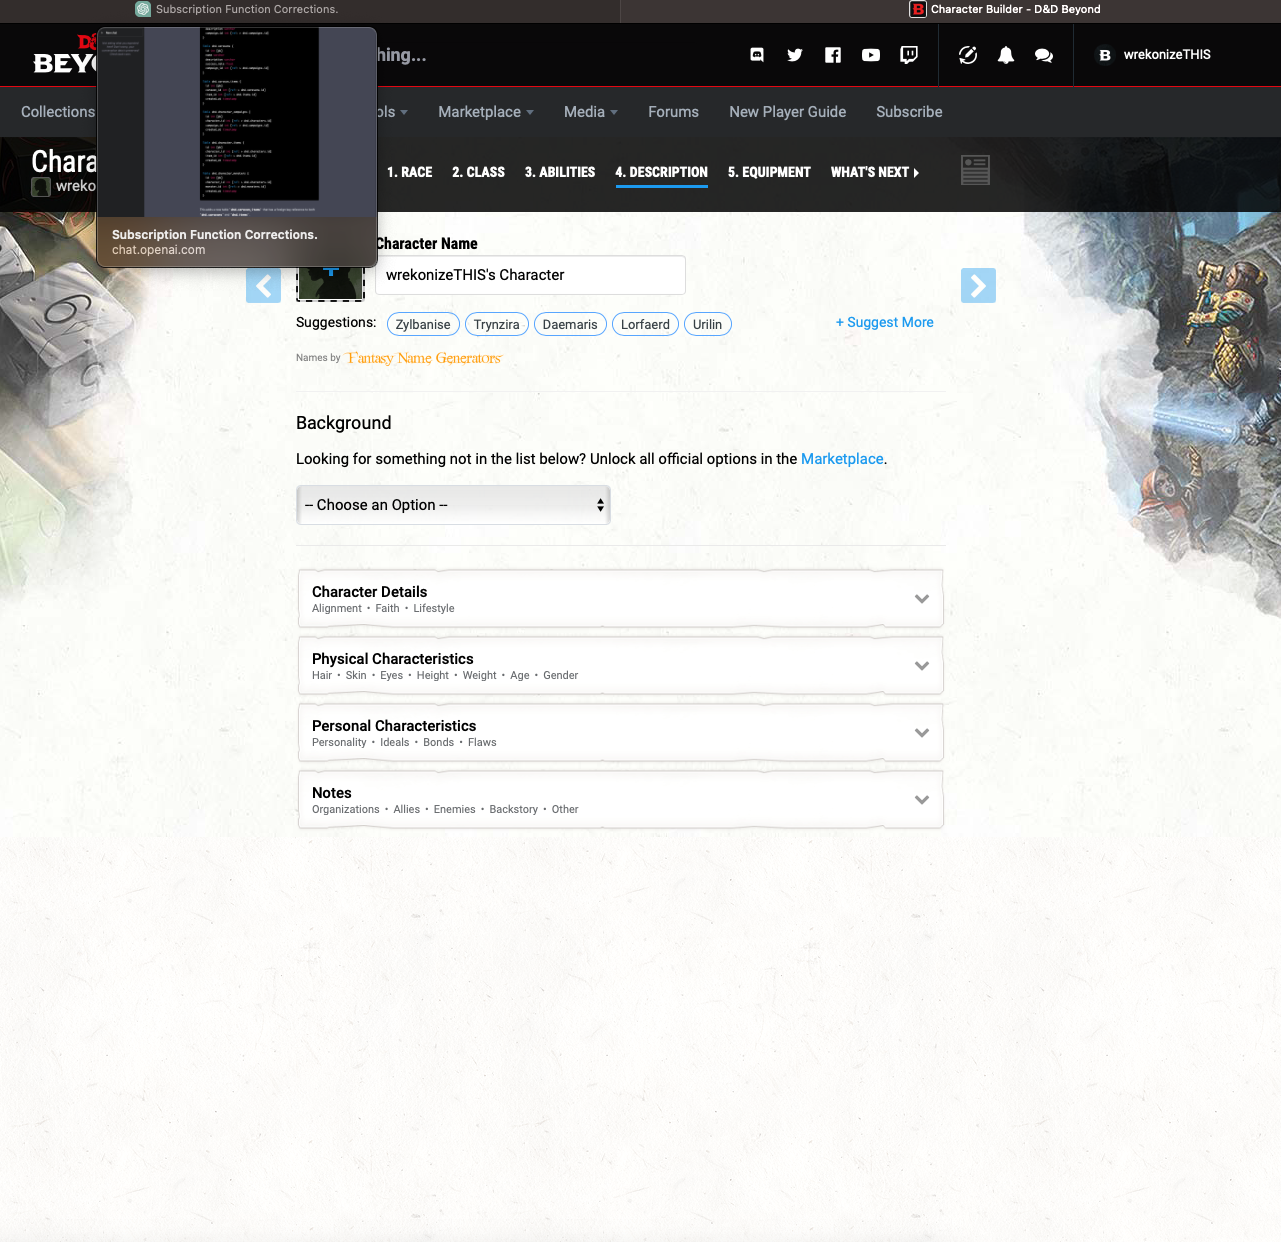 Subscription Function Corrections.
Character Builder - D&D Beyond
hing...
wrekonizeTHIS
Collections
Marketplace
Media
Forums
New Player Guide
Subscribe
Chara
wreko
1. RACE
2. CLASS
3. ABILITIES
4. DESCRIPTION
5. EQUIPMENT
WHAT'S NEXT
Subscription Function Corrections.
chat.openai.com
Character Name
wrekonizeTHIS's Character
Suggestions: Zylbanise Trynzira Daemaris Lorfaerd Urilin + Suggest More
Names by Fantasy Name Generators
Background
Looking for something not in the list below? Unlock all official options in the Marketplace.
-- Choose an Option --
Character Details
Alignment • Faith • Lifestyle
Physical Characteristics
Hair • Skin • Eyes • Height • Weight • Age • Gender
Personal Characteristics
Personality • Ideals • Bonds • Flaws
Notes
Organizations • Allies • Enemies • Backstory • Other